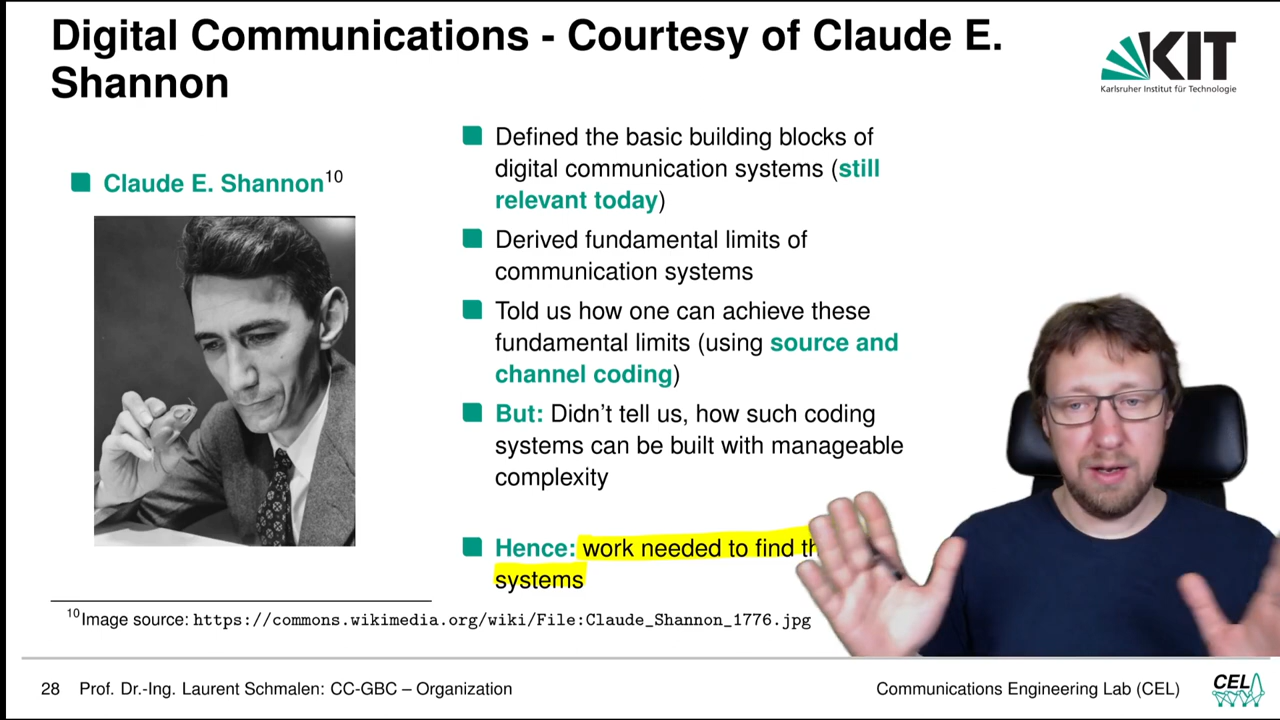 Digital Communications - Courtesy of Claude E.
Shannon
KIT
Karlsruher Institut für Technologie
Claude E. Shannon10
Defined the basic building blocks of
digital communication systems (still
relevant today)
Derived fundamental limits of
communication systems
Told us how one can achieve these
fundamental limits (using source and
channel coding)
But: Didn't tell us, how such coding
systems can be built with manageable
complexity
Hence: work needed to find
systems
10Image source: https://commons.wikimedia.org/wiki/File:Claude_Shannon_1776.jpg
28 Prof. Dr.-Ing. Laurent Schmalen: CC-GBC – Organization
Communications Engineering Lab (CEL)
CEL